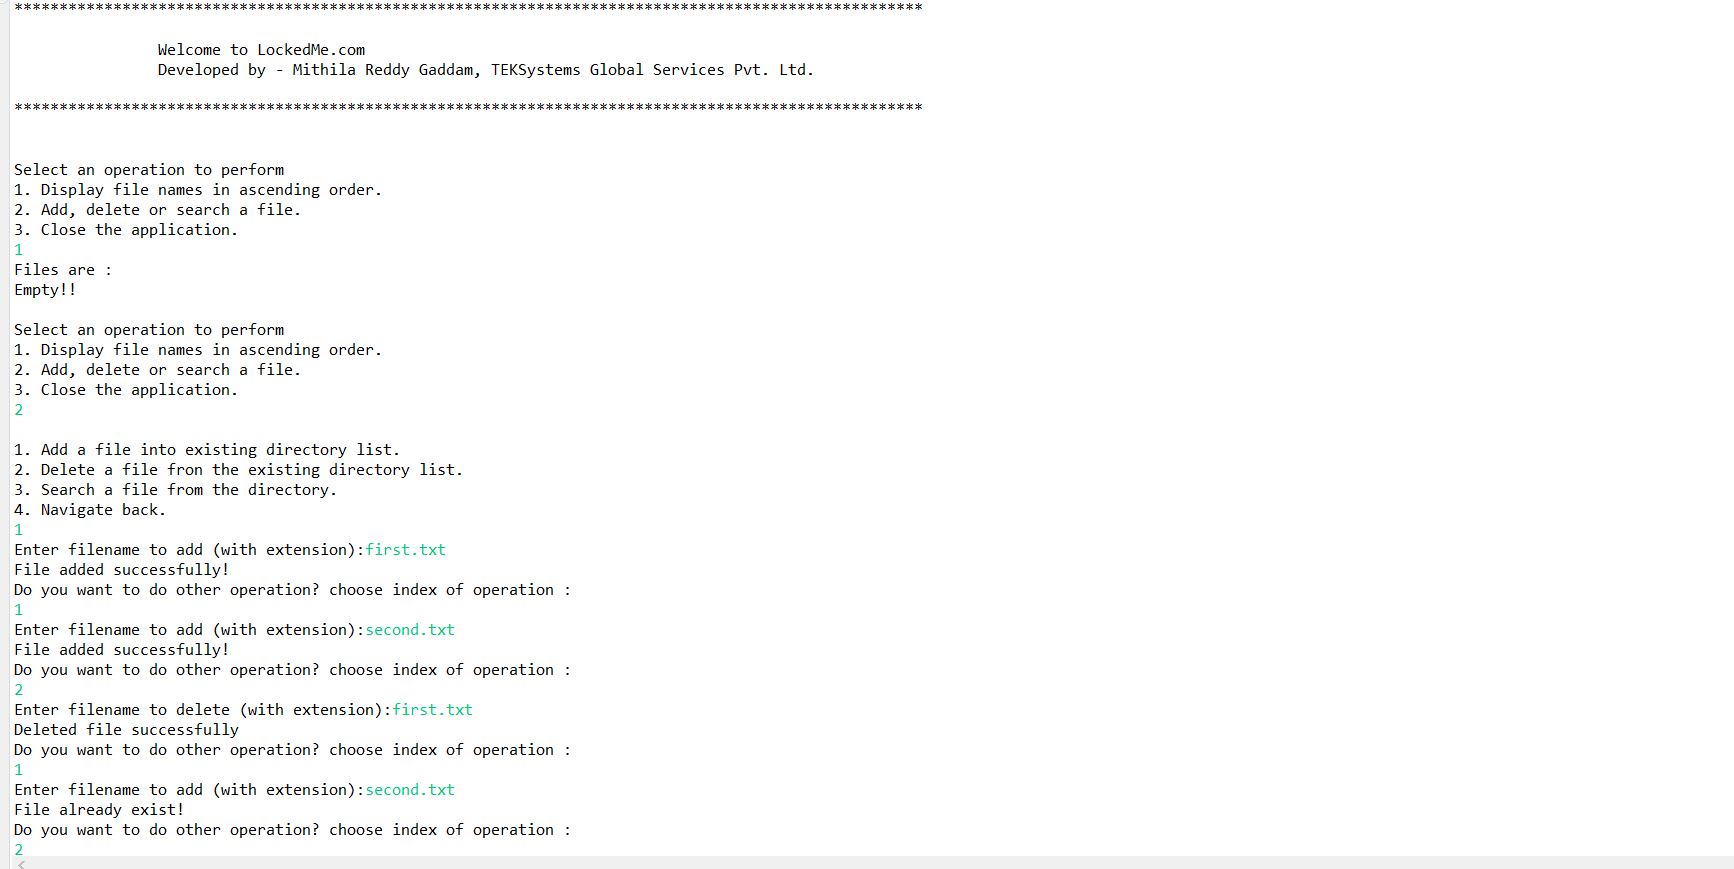 *****************************************************************************************************
Welcome to LockedMe.com
Developed by - Mithila Reddy Gaddam, TEKSystems Global Services Pvt. Ltd.
*****************************************************************************************************
Select an operation to perform
1. Display file names in ascending order.
2. Add, delete or search a file.
3. Close the application.
1
Files are :
Empty!!
Select an operation to perform
1. Display file names in ascending order.
2. Add, delete or search a file.
3. Close the application.
2
1. Add a file into existing directory list.
2. Delete a file fron the existing directory list.
3. Search a file from the directory.
4. Navigate back.
1
Enter filename to add (with extension):first.txt
File added successfully!
Do you want to do other operation? choose index of operation :
1
Enter filename to add (with extension):second.txt
File added successfully!
Do you want to do other operation? choose index of operation :
2
Enter filename to delete (with extension):first.txt
Deleted file successfully
Do you want to do other operation? choose index of operation :
1
Enter filename to add (with extension):second.txt
File already exist!
Do you want to do other operation? choose index of operation :
2